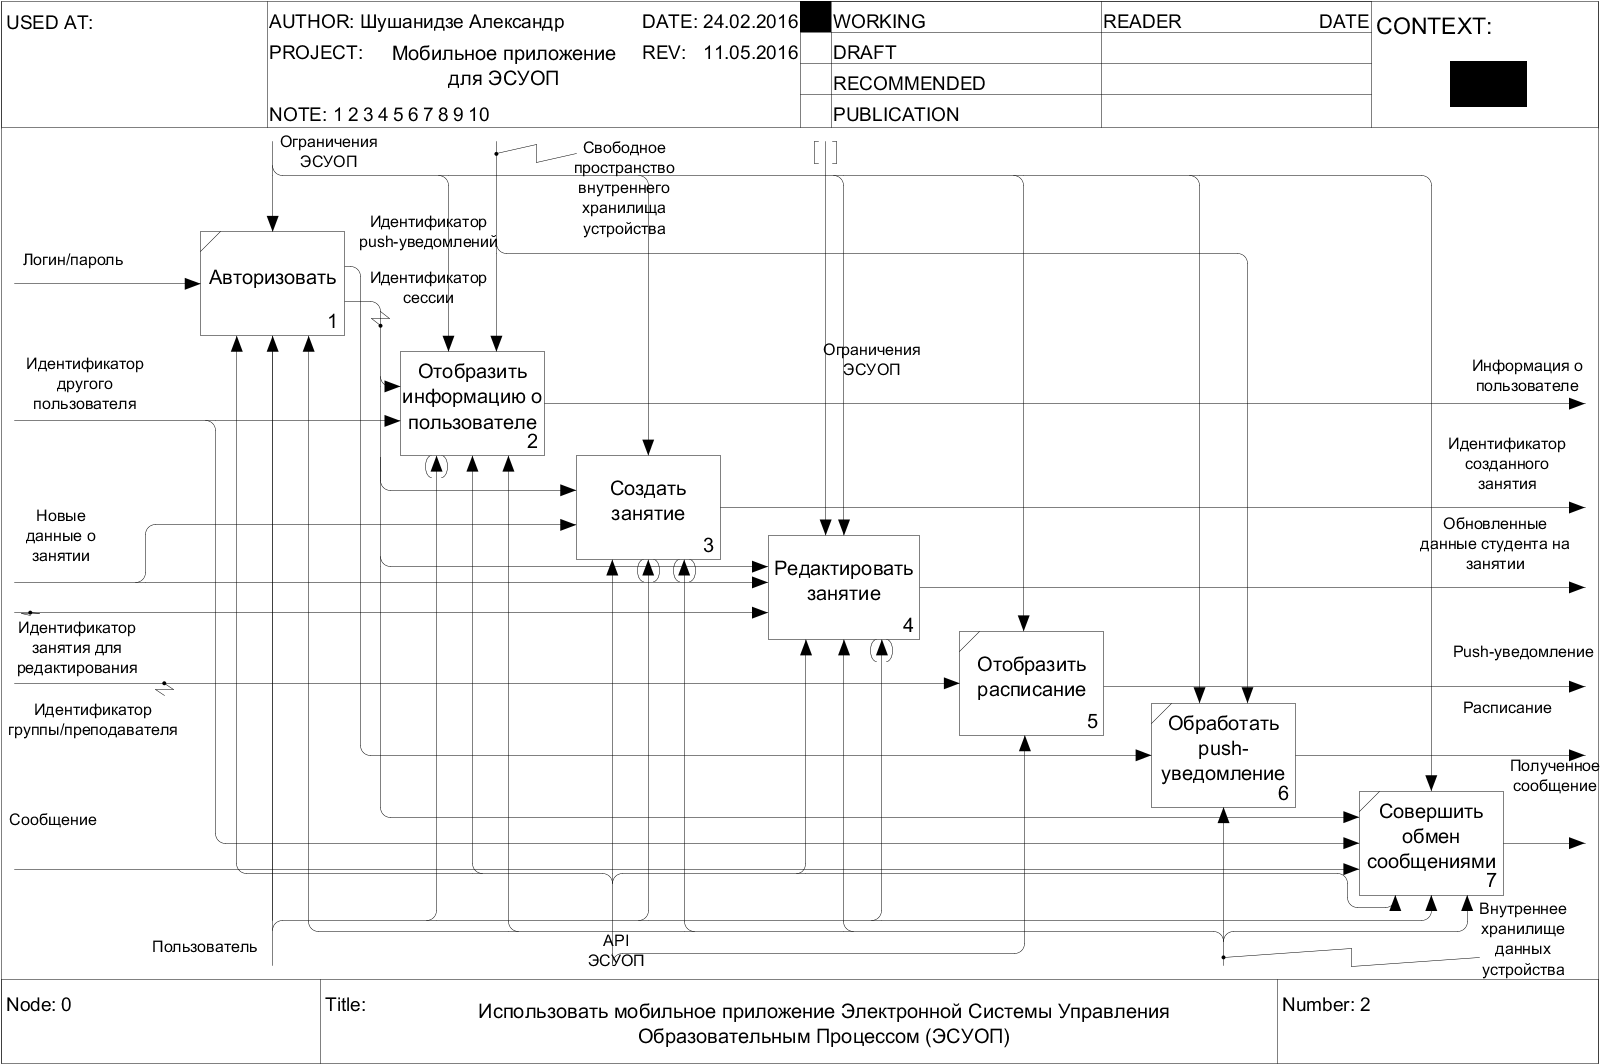 USED AT:
AUTHOR: Шушанидзе Александр
DATE: 24.02.2016
PROJECT: Мобильное приложение
для ЭСУОП
REV: 11.05.2016
NOTE: 1 2 3 4 5 6 7 8 9 10
WORKING
DRAFT
RECOMMENDED
PUBLICATION
READER
DATE
CONTEXT:
Ограничения
ЭСУОП
Свободное
пространство
внутреннего
хранилища
устройства
Идентификатор
push-уведомлений
Логин/пароль
Авторизовать
1
Идентификатор
сессии
Идентификатор
другого
пользователя
Отобразить
информацию о
пользователе
2
Ограничения
ЭСУОП
Информация о
пользователе
Идентификатор
созданного
занятия
Создать
занятие
3
Новые
данные о
занятии
Обновленные
данные студента на
занятии
Редактировать
занятие
4
Идентификатор
занятия для
редактирования
Отобразить
расписание
5
Push-уведомление
Идентификатор
группы/преподавателя
Расписание
Обработать
push-
уведомление
6
Полученное
сообщение
Сообщение
Совершить
обмен
сообщениями
7
Пользователь
API
ЭСУОП
Внутреннее
хранилище
данных
устройства
Node: 0
Title:
Использовать мобильное приложение Электронной Системы Управления
Образовательным Процессом (ЭСУОП)
Number: 2